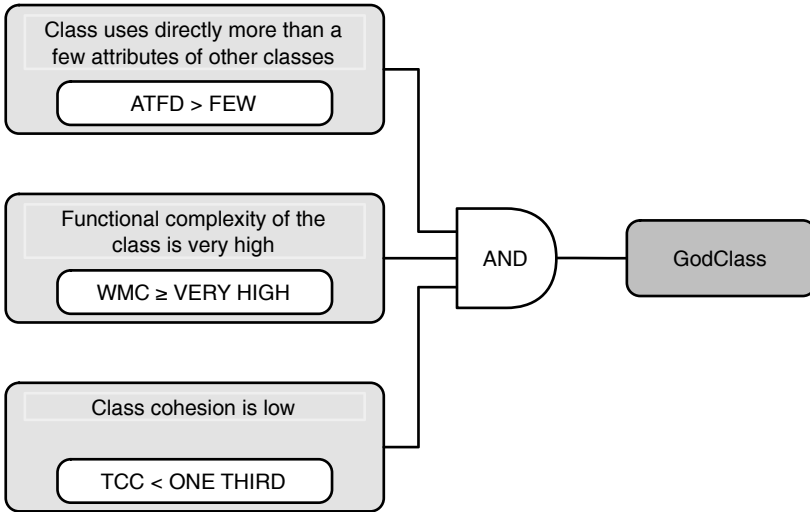 Class uses directly more than a
few attributes of other classes
ATFD > FEW
Functional complexity of the
class is very high
WMC ≥ VERY HIGH
AND
GodClass
Class cohesion is low
TCC < ONE THIRD